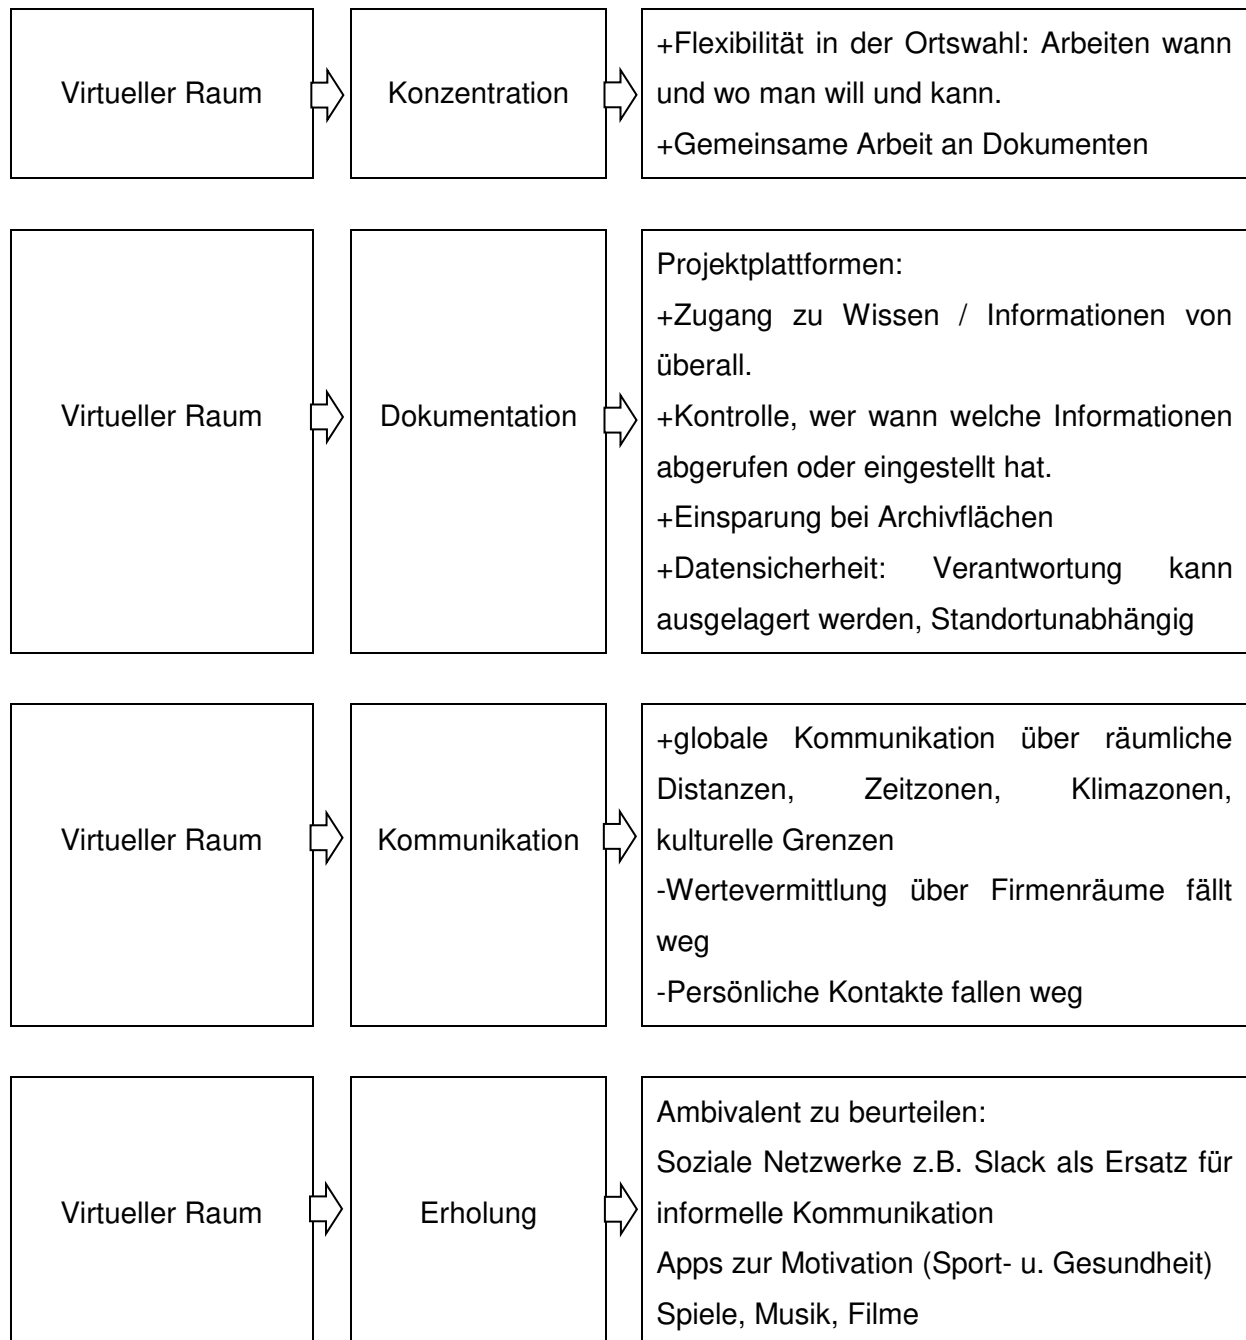 Virtueller Raum
Konzentration
+Flexibilität in der Ortswahl: Arbeiten wann
und wo man will und kann.
+Gemeinsame Arbeit an Dokumenten
Virtueller Raum
Dokumentation
Projektplattformen:
+Zugang zu Wissen / Informationen von
überall.
+Kontrolle, wer wann welche Informationen
abgerufen oder eingestellt hat.
+Einsparung bei Archivflächen
+Datensicherheit: Verantwortung kann
ausgelagert werden, Standortunabhängig
Virtueller Raum
Kommunikation
+globale Kommunikation über räumliche
Distanzen, Zeitzonen, Klimazonen,
kulturelle Grenzen
-Wertevermittlung über Firmenräume fällt
weg
-Persönliche Kontakte fallen weg
Virtueller Raum
Erholung
Ambivalent zu beurteilen:
Soziale Netzwerke z.B. Slack als Ersatz für
informelle Kommunikation
Apps zur Motivation (Sport- u. Gesundheit)
Spiele, Musik, Filme